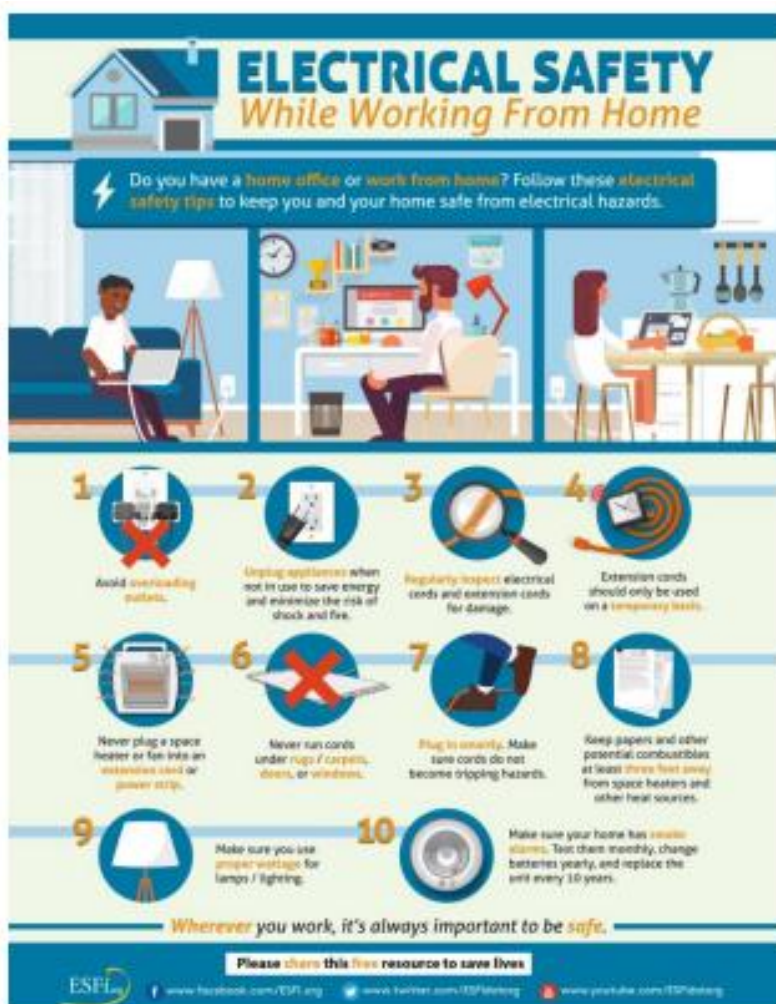 ELECTRICAL SAFETY
While Working From Home
Do you have a home office or work from home? Follow these electrical
safety tips to keep you and your home safe from electrical hazards.
1
Avoid overloading
outlets.
2
Unplug appliances when
not in use to save energy
and minimize the risk of
shock and fire.
3
Regularly inspect electrical
cords and extension cords
for damage.
4
Extension cords
should only be used
on a temporary basis.
5
Never plug a space
heater or fan into an
extension cord or
power strip.
6
Never run cords
under rugs / carpets,
doors, or windows.
7
Plug in smartly. Make
sure cords do not
become tripping hazards.
8
Keep papers and other
potential combustibles
at least three feet away
from space heaters and
other heat sources.
9
Make sure you use
proper wattage for
lamps / lighting.
10
Make sure your home has smoke
alarms. Test them monthly, change
batteries yearly, and replace the
unit every 10 years.
Wherever you work, it's always important to be safe.
Please share this free resource to save lives
ESFi.org
www.facebook.com/ESFI.org
www.twitter.com/ESFIdotorg
www.youtube.com/ESFIdotorg